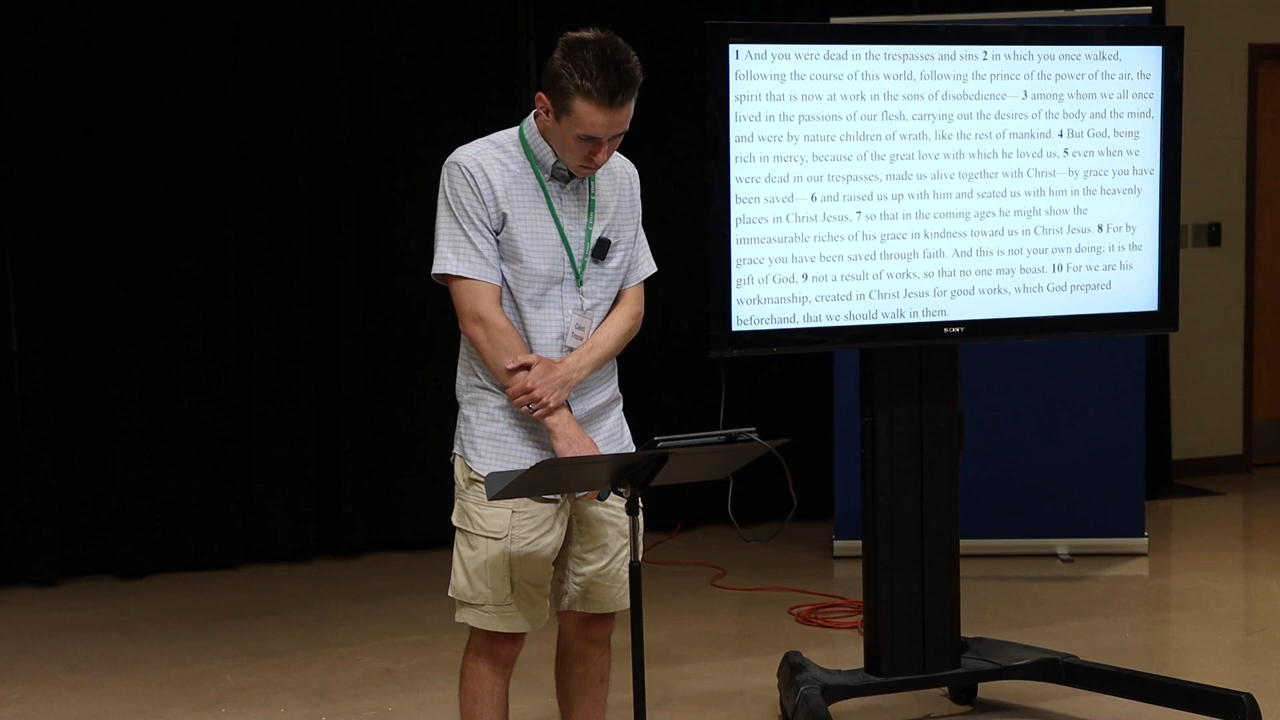 1 And you were dead in the trespasses and sins 2 in which you once walked,
following the course of this world, following the prince of the power of the air, the
spirit that is now at work in the sons of disobedience— 3 among whom we all once
lived in the passions of our flesh, carrying out the desires of the body and the mind,
and were by nature children of wrath, like the rest of mankind. 4 But God, being
rich in mercy, because of the great love with which he loved us, 5 even when we
were dead in our trespasses, made us alive together with Christ—by grace you have
been saved— 6 and raised us up with him and seated us with him in the heavenly
places in Christ Jesus, 7 so that in the coming ages he might show the
immeasurable riches of his grace in kindness toward us in Christ Jesus. 8 For by
grace you have been saved through faith. And this is not your own doing; it is the
gift of God, 9 not a result of works, so that no one may boast. 10 For we are his
workmanship, created in Christ Jesus for good works, which God prepared
beforehand, that we should walk in them.
SONY